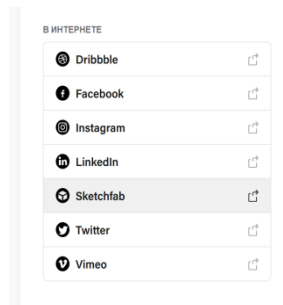 В ИНТЕРНЕТЕ
Dribbble
Facebook
Instagram
LinkedIn
Sketchfab
Twitter
Vimeo